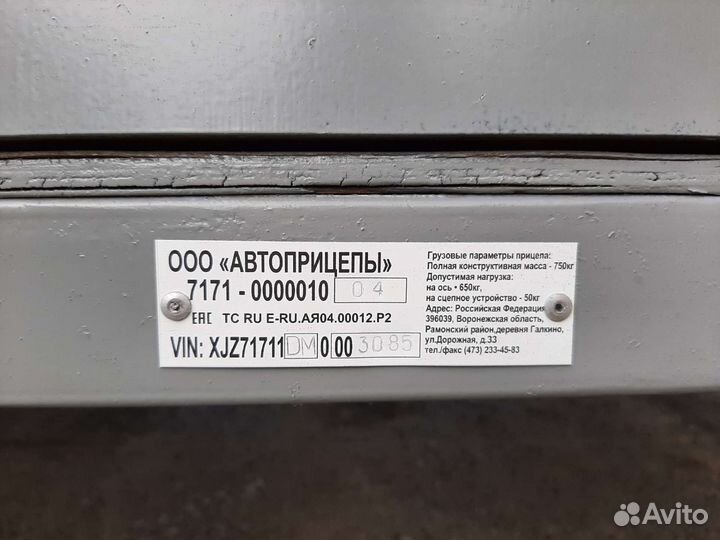 ООО «АВТОПРИЦЕПЫ»
7171 - 0000010 04
EAC ТС RU E-RU.АЯ04.00012.Р2
VIN: XJZ71711DM0003085
Грузовые параметры прицепа:
Полная конструктивная масса - 750кг
Допустимая нагрузка:
на ось • 650кг,
на сцепное устройство - 50кг
Адрес: Российская Федерация
396039, Воронежская область,
Рамонский район,деревня Галкино,
ул.Дорожная, д.33
тел./факс (473) 233-45-83
Avito